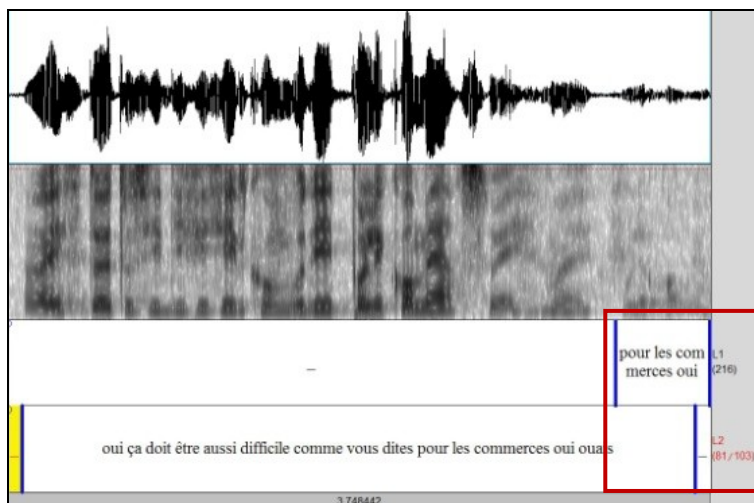 pour les com
merces oui
L1
(216)
—
oui ça doit être aussi difficile comme vous dites pour les commerces oui ouais
L2
(81/103)
3.748442